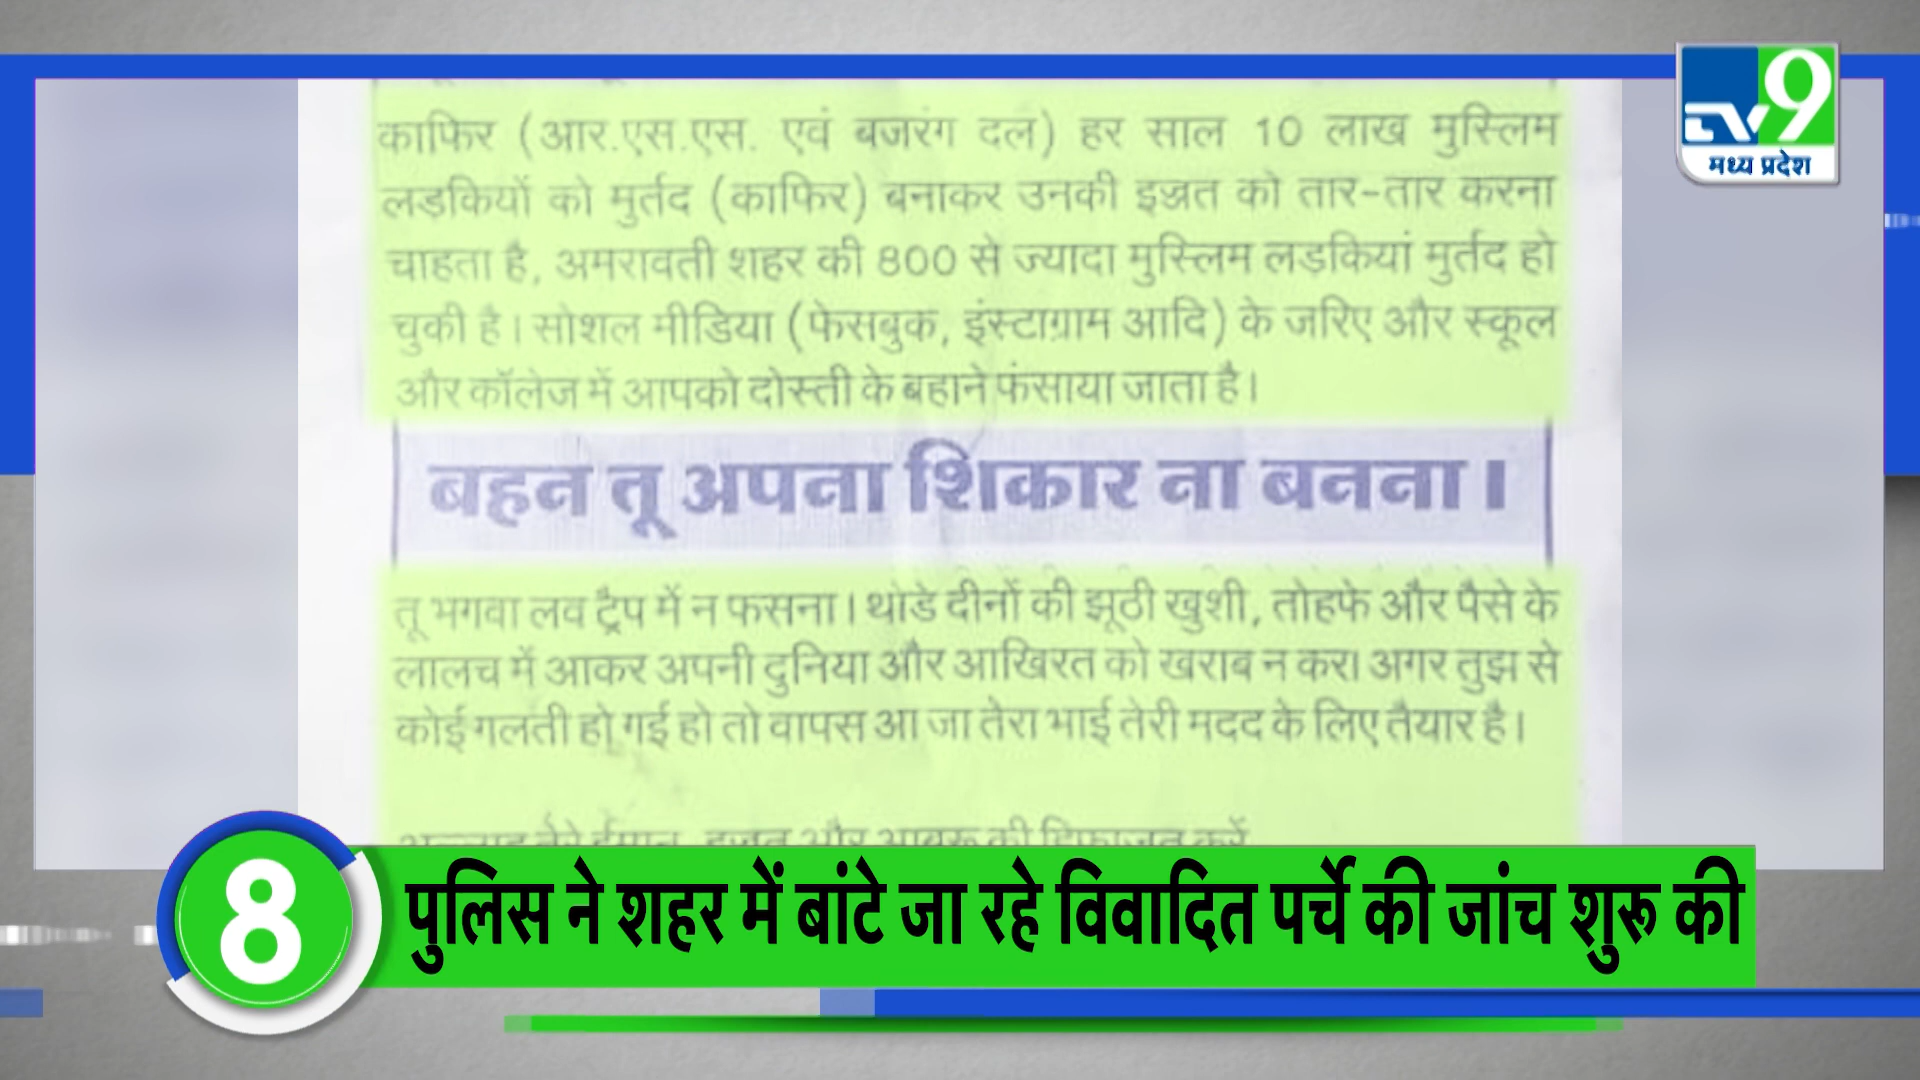 TV9
मध्य प्रदेश
काफिर (आर.एस.एस. एवं बजरंग दल) हर साल 10 लाख मुस्लिम
लड़कियों को मुर्तद (काफिर) बनाकर उनकी इज्जत को तार-तार करना
चाहता है, अमरावती शहर की 800 से ज्यादा मुस्लिम लड़कियां मुर्तद हो
चुकी है। सोशल मीडिया (फेसबुक, इंस्टाग्राम आदि) के जरिए और स्कूल
और कॉलेज में आपको दोस्ती के बहाने फंसाया जाता है।
बहन तू अपना शिकार ना बनना।
तू भगवा लव ट्रैप में न फसना। थोडे दीनों की झूठी खुशी, तोहफे और पैसे के
लालच में आकर अपनी दुनिया और आखिरत को खराब न कर। अगर तुझ से
कोई गलती हो गई हो तो वापस आ जा तेरा भाई तेरी मदद के लिए तैयार है।
8
पुलिस ने शहर में बांटे जा रहे विवादित पर्चे की जांच शुरू की